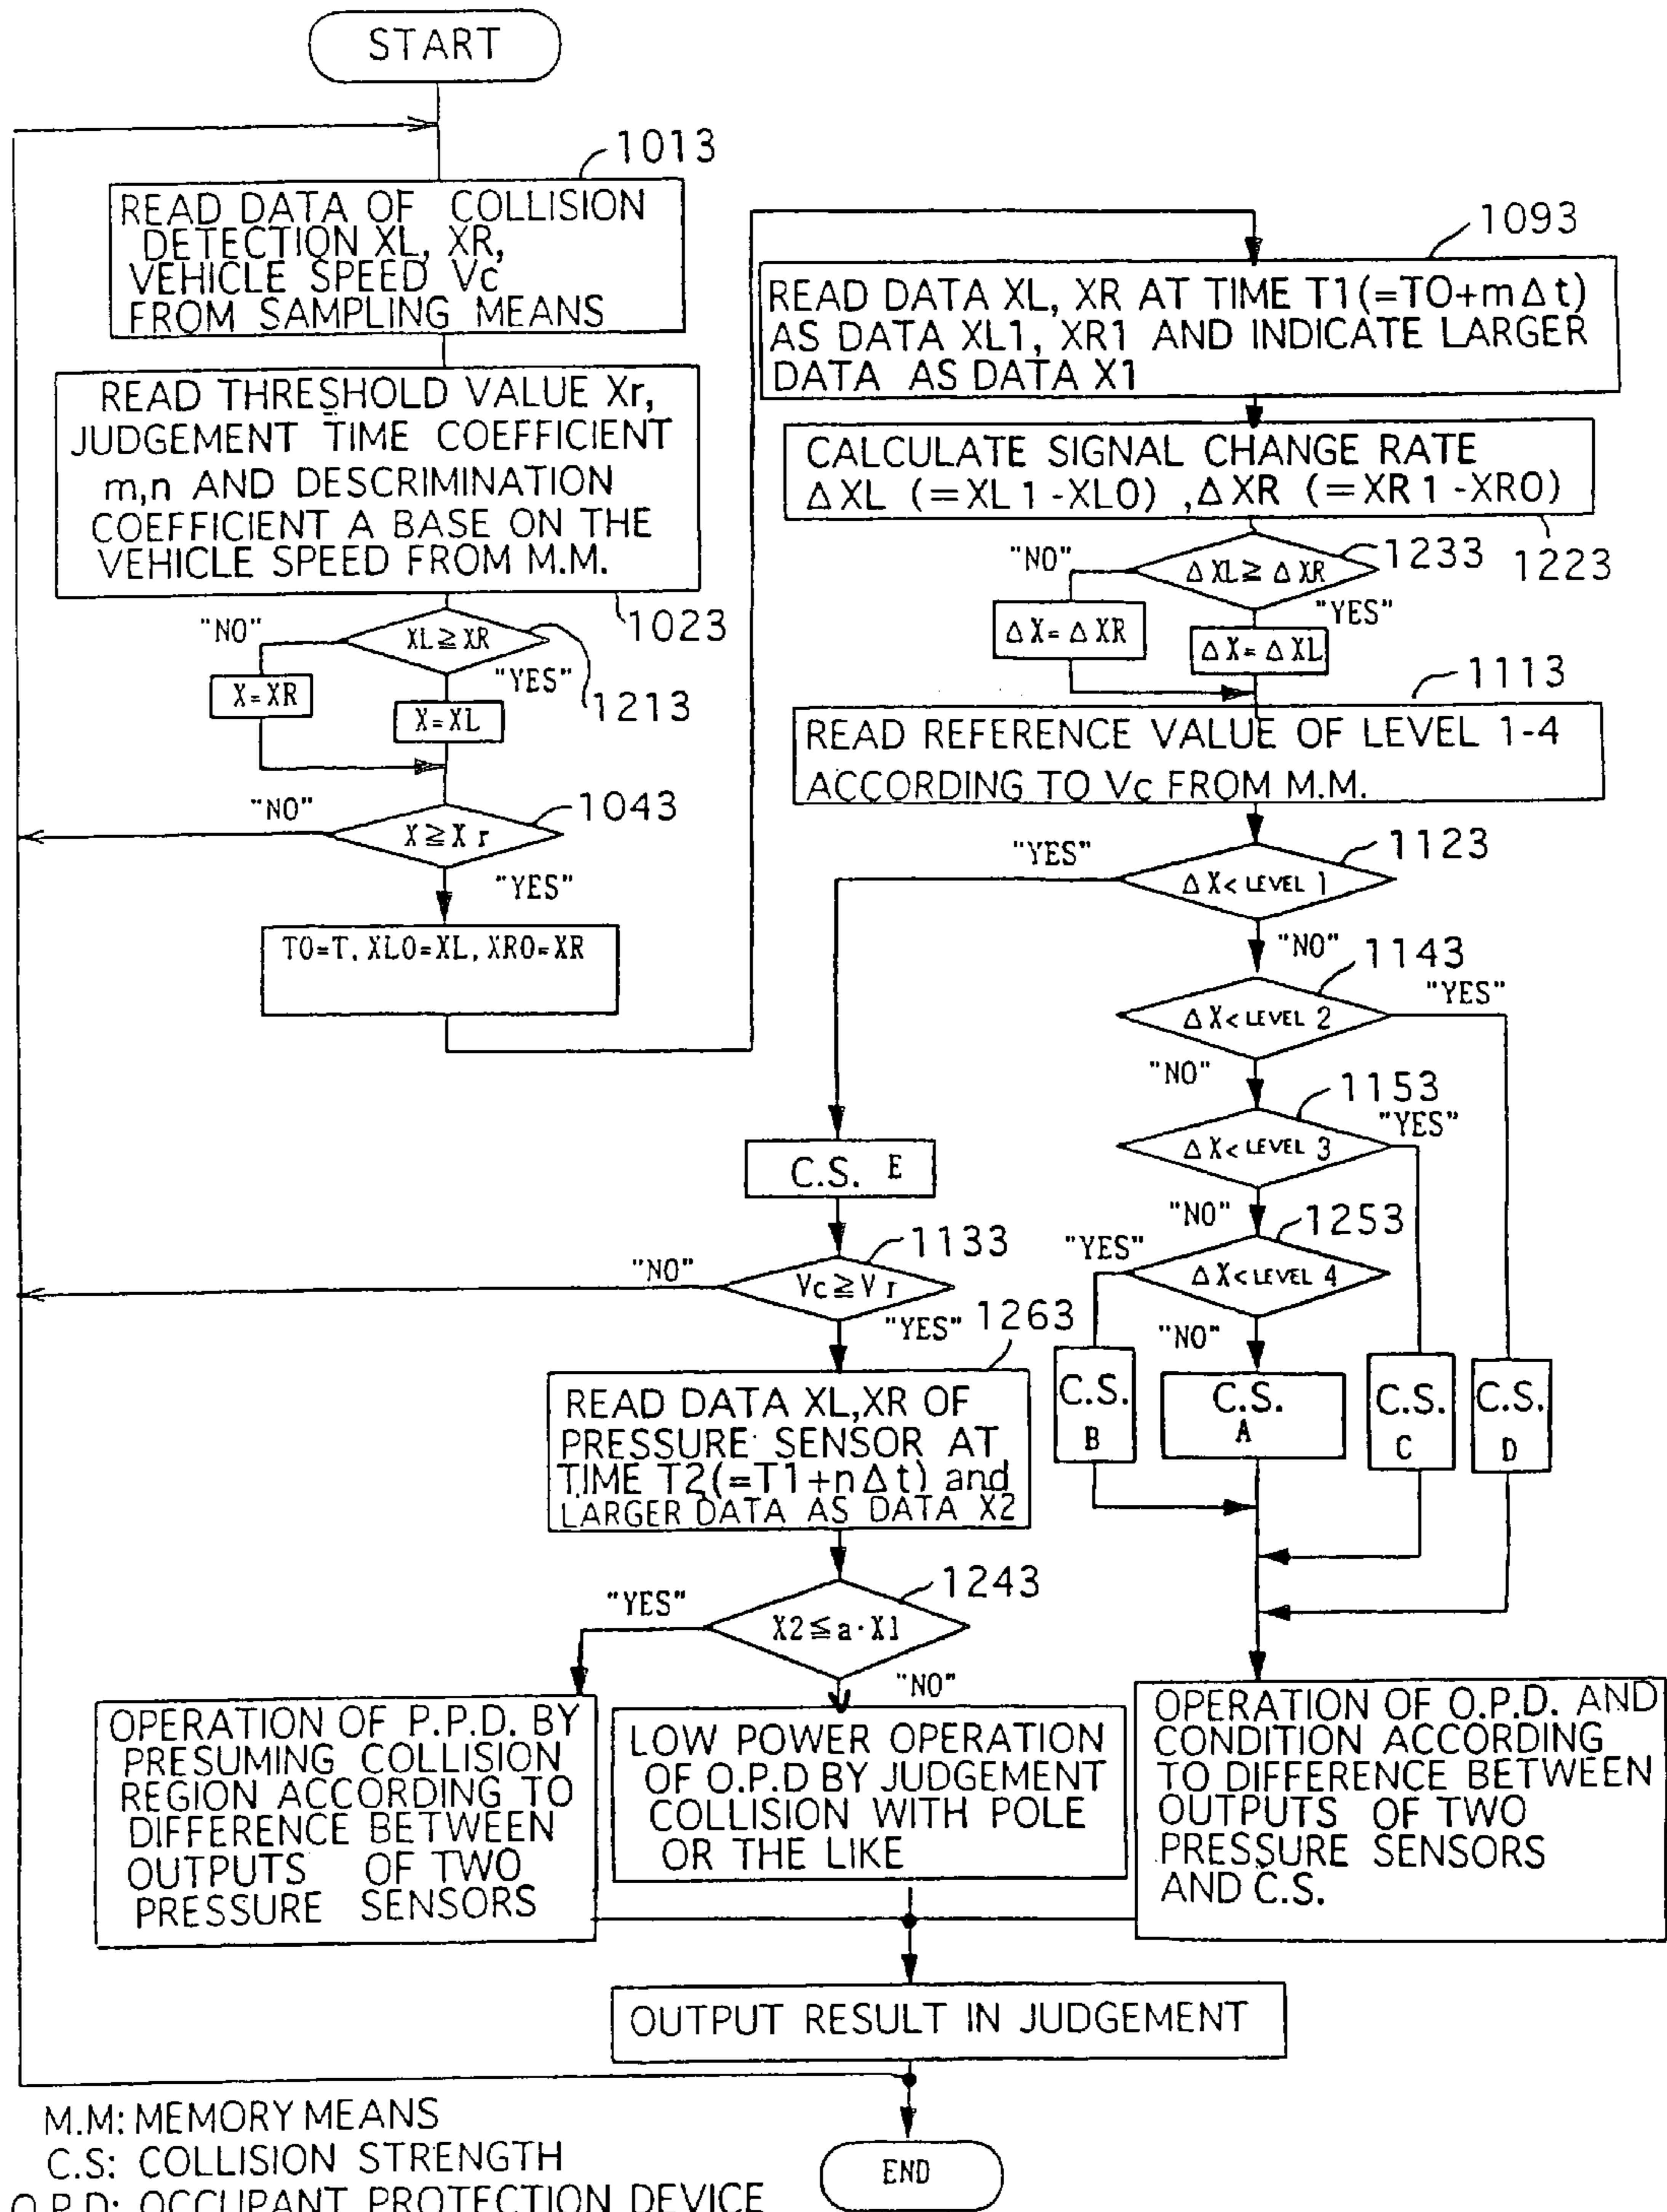 START
1013
READ DATA OF COLLISION
DETECTION XL, XR,
VEHICLE SPEED Vc
FROM SAMPLING MEANS
READ THRESHOLD VALUE Xr,
JUDGEMENT TIME COEFFICIENT
m,n AND DESCRIMINATION
COEFFICIENT A BASE ON THE
VEHICLE SPEED FROM M.M.
1023
XL≧XR
"NO"
"YES"
1213
X=XR
X=XL
1043
"NO"
X≧Xr
"YES"
T0=T, XL0=XL, XR0=XR
1093
READ DATA XL, XR AT TIME T1(=T0+mΔt)
AS DATA XL1, XR1 AND INDICATE LARGER
DATA AS DATA X1
CALCULATE SIGNAL CHANGE RATE
ΔXL (=XL1-XL0) ,ΔXR (=XR1-XR0)
1223
1233
"NO"
ΔXL≧ΔXR
"YES"
ΔX=ΔXR
ΔX=ΔXL
1113
READ REFERENCE VALUE OF LEVEL 1-4
ACCORDING TO Vc FROM M.M.
1123
"YES"
ΔX< LEVEL 1
"NO"
1143
"YES"
ΔX< LEVEL 2
"NO"
1153
"YES"
ΔX< LEVEL 3
"NO"
1253
"YES"
ΔX< LEVEL 4
"NO"
C.S. E
1133
"NO"
Vc≧Vr
"YES"
1263
C.S.
B
C.S.
A
C.S.
C
C.S.
D
READ DATA XL,XR OF
PRESSURE SENSOR AT
TIME T2(=T1+nΔt) and
LARGER DATA AS DATA X2
1243
"YES"
X2≦a·X1
"NO"
OPERATION OF P.P.D. BY
PRESUMING COLLISION
REGION ACCORDING TO
DIFFERENCE BETWEEN
OUTPUTS OF TWO
PRESSURE SENSORS
LOW POWER OPERATION
OF O.P.D BY JUDGEMENT
COLLISION WITH POLE
OR THE LIKE
OPERATION OF O.P.D. AND
CONDITION ACCORDING
TO DIFFERENCE BETWEEN
OUTPUTS OF TWO
PRESSURE SENSORS
AND C.S.
OUTPUT RESULT IN JUDGEMENT
END
M.M: MEMORY MEANS
C.S: COLLISION STRENGTH
O.P.D: OCCUPANT PROTECTION DEVICE